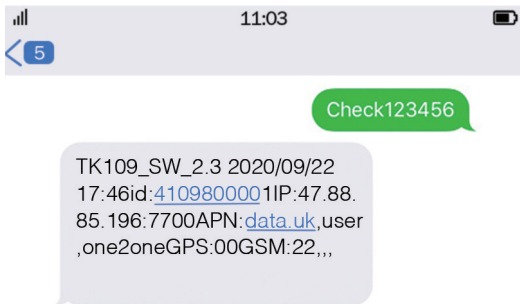 11:03
5
Check123456
TK109_SW_2.3 2020/09/22
17:46id:4109800001IP:47.88.
85.196:7700APN:data.uk,user
,one2oneGPS:00GSM:22,,,